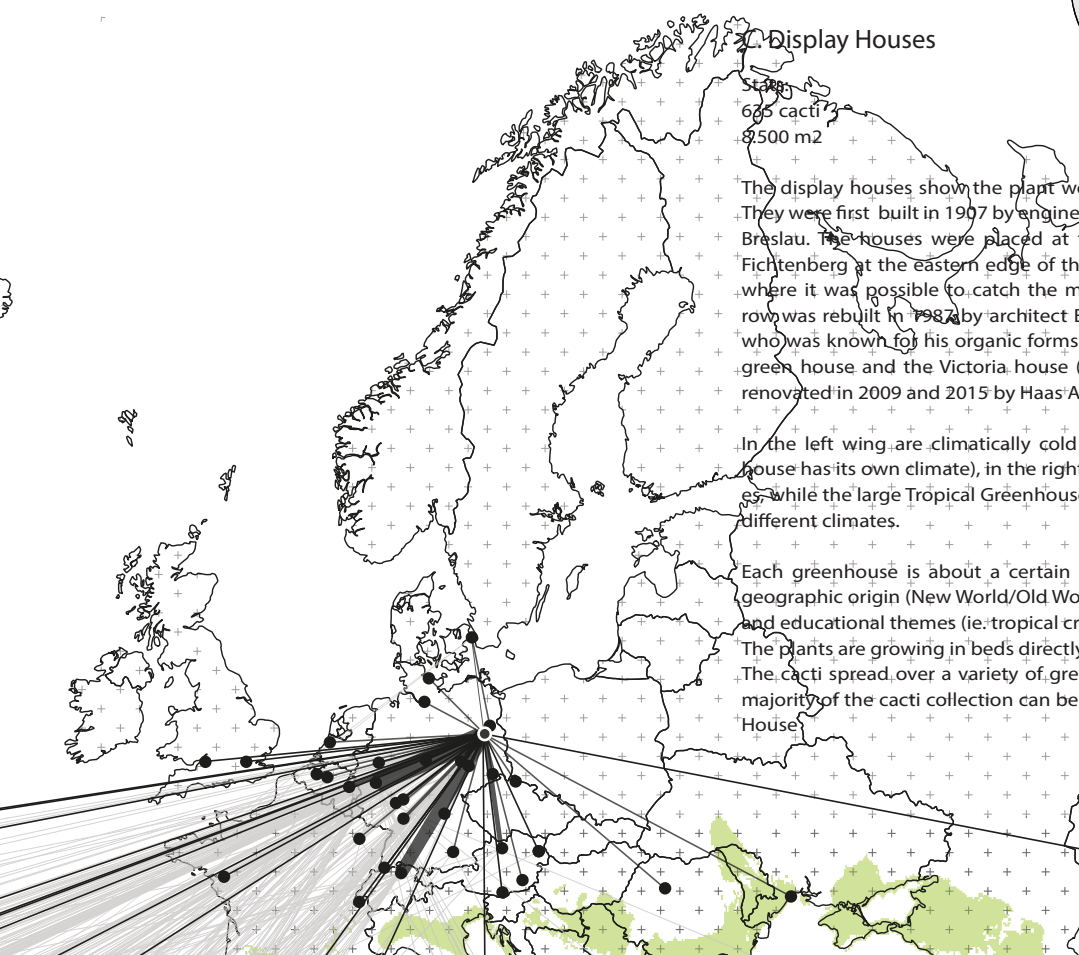 C. Display Houses
Stats:
635 cacti
8.500 m2
The display houses show the plant
They were first built in 1907 by
Breslau. The houses were placed at
Fichtenberg at the eastern edge of the
where it was possible to catch the
row was rebuilt in 1987 by architect
who was known for his organic forms
green house and the Victoria house (
renovated in 2009 and 2015 by Haas
In the left wing are climatically cold
house has its own climate), in the right
es, while the large Tropical Greenhouse
different climates.
Each greenhouse is about a certain
geographic origin (New World/Old
and educational themes (ie. tropical
The plants are growing in beds directly
The cacti spread over a variety of
majority of the cacti collection can be
House.